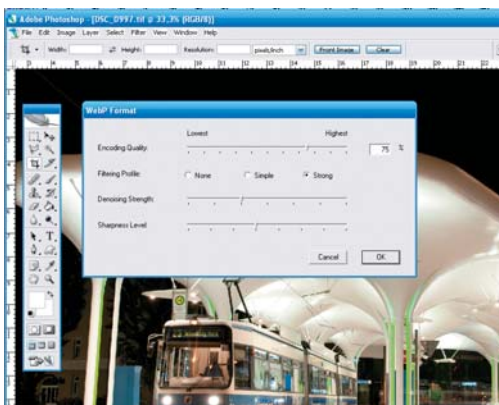 Adobe Photoshop - [DSC_0997.tif @ 33,3% (RGB/8)]
File Edit Image Layer Select Filter View Window Help
Width: Height: Resolution: pixels/inch Front Image Clear
WebP Format
Lowest Highest
Encoding Quality: 75 %
Filtering Profile: None Simple Strong
Denoising Strength:
Sharpness Level
Cancel OK